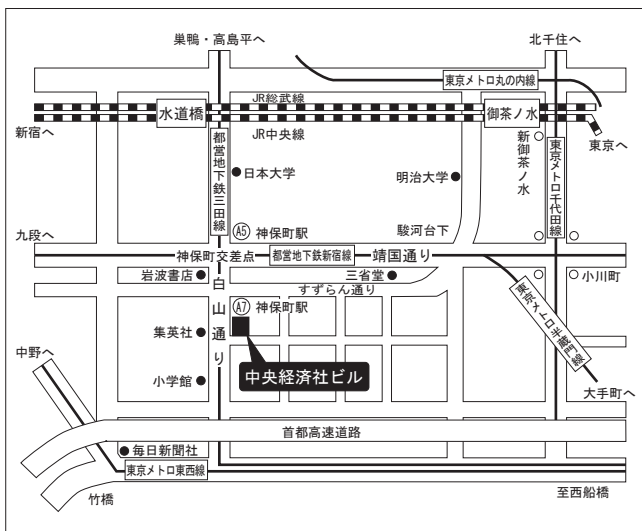 巣鴨・高島平へ
北千住へ
東京メトロ丸の内線
JR総武線
水道橋
御茶ノ水
新宿へ
JR中央線
東京へ
都営地下鉄三田線
新御茶ノ水
東京メトロ千代田線
日本大学
明治大学
A5 神保町駅
駿河台下
九段へ
神保町交差点
都営地下鉄新宿線
靖国通り
岩波書店
三省堂
小川町
すずらん通り
白山通り
A7 神保町駅
東京メトロ半蔵門線
集英社
中野へ
中央経済社ビル
小学館
大手町へ
首都高速道路
毎日新聞社
東京メトロ東西線
竹橋
至西船橋